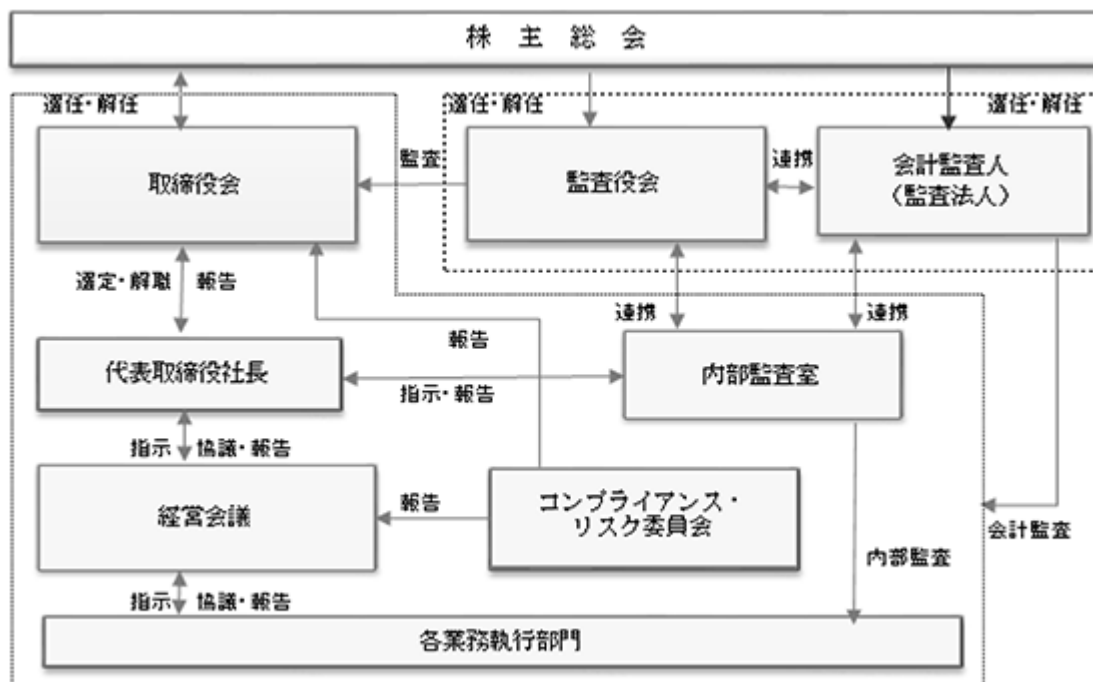 株 主 総 会
選任・解任
選任・解任
選任・解任
取締役会
監査
監査役会
連携
会計監査人
（監査法人）
選定・解職 報告
連携
連携
報告
代表取締役社長
指示・報告
内部監査室
指示 協議・報告
経営会議
報告
コンプライアンス・
リスク委員会
会計監査
内部監査
指示 協議・報告
各業務執行部門